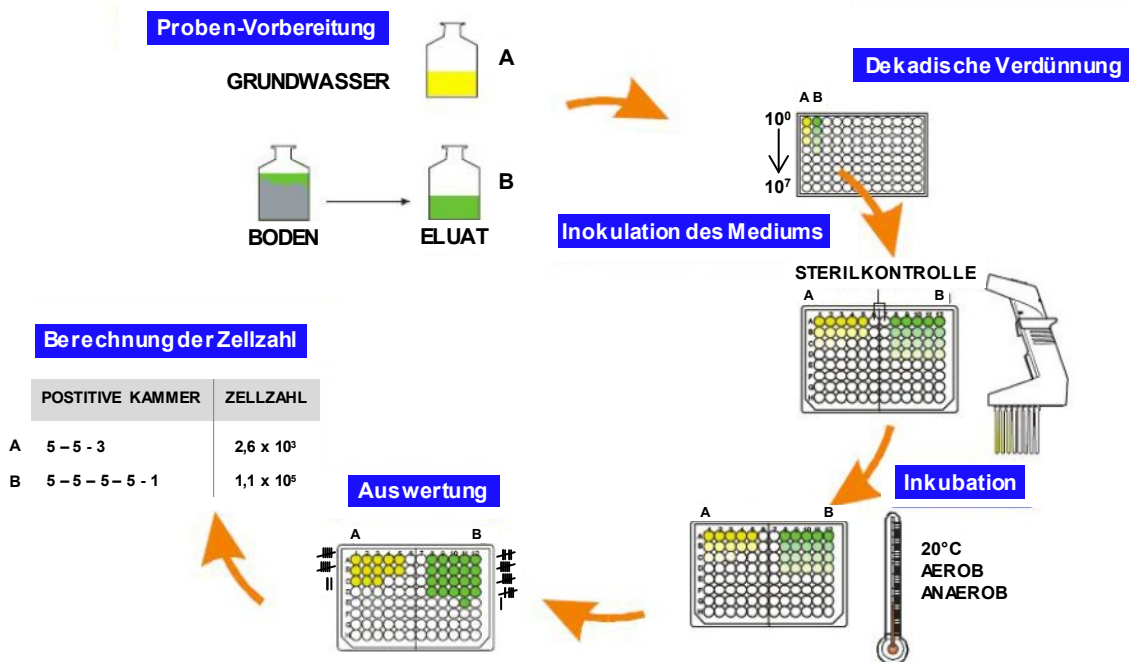 Proben-Vorbereitung
GRUNDWASSER
A
BODEN
ELUAT
B
Dekadische Verdünnung
A B
10⁰
10⁷
Inokulation des Mediums
STERILKONTROLLE
A B
Inkubation
A B
20°C
AEROB
ANAEROB
Auswertung
A B
Berechnung der Zellzahl
POSTITIVE KAMMER ZELLZAHL
A 5 – 5 - 3 2,6 x 10³
B 5 – 5 – 5 – 5 - 1 1,1 x 10⁵